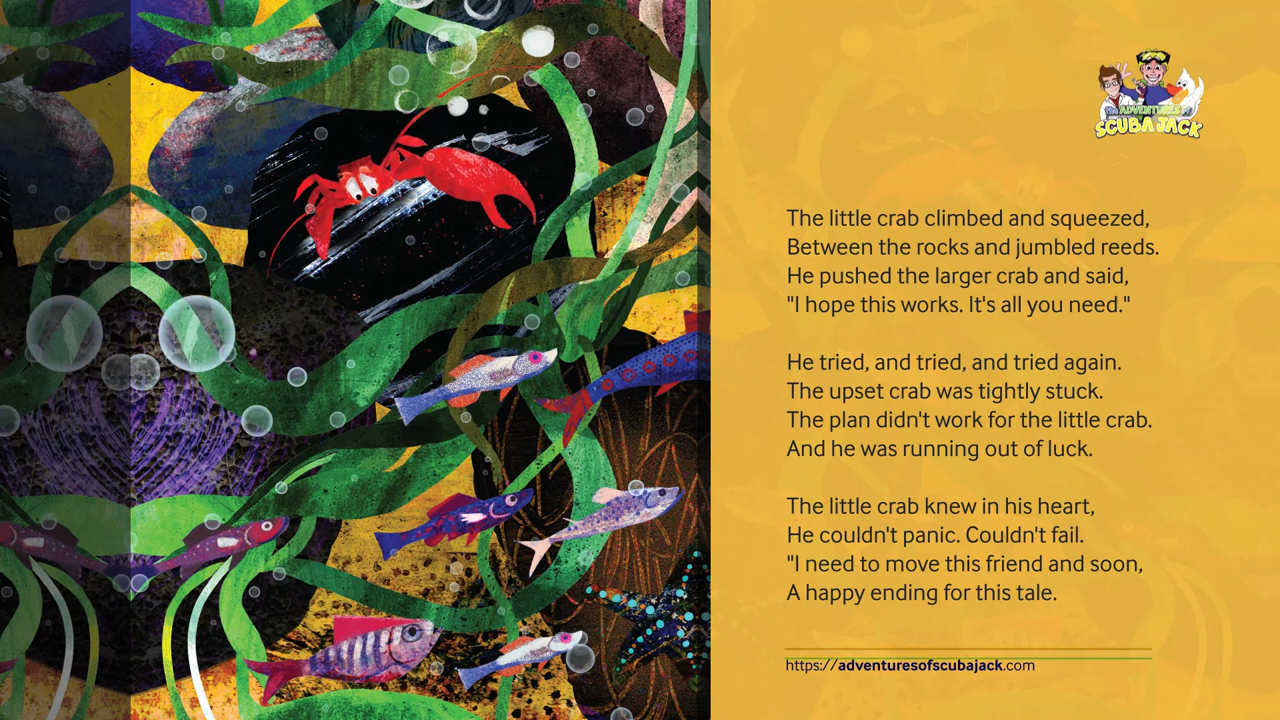 THE ADVENTURES OF
SCUBA JACK
The little crab climbed and squeezed,
Between the rocks and jumbled reeds.
He pushed the larger crab and said,
"I hope this works. It's all you need."
He tried, and tried, and tried again.
The upset crab was tightly stuck.
The plan didn't work for the little crab.
And he was running out of luck.
The little crab knew in his heart,
He couldn't panic. Couldn't fail.
"I need to move this friend and soon,
A happy ending for this tale.
https://adventuresofscubajack.com